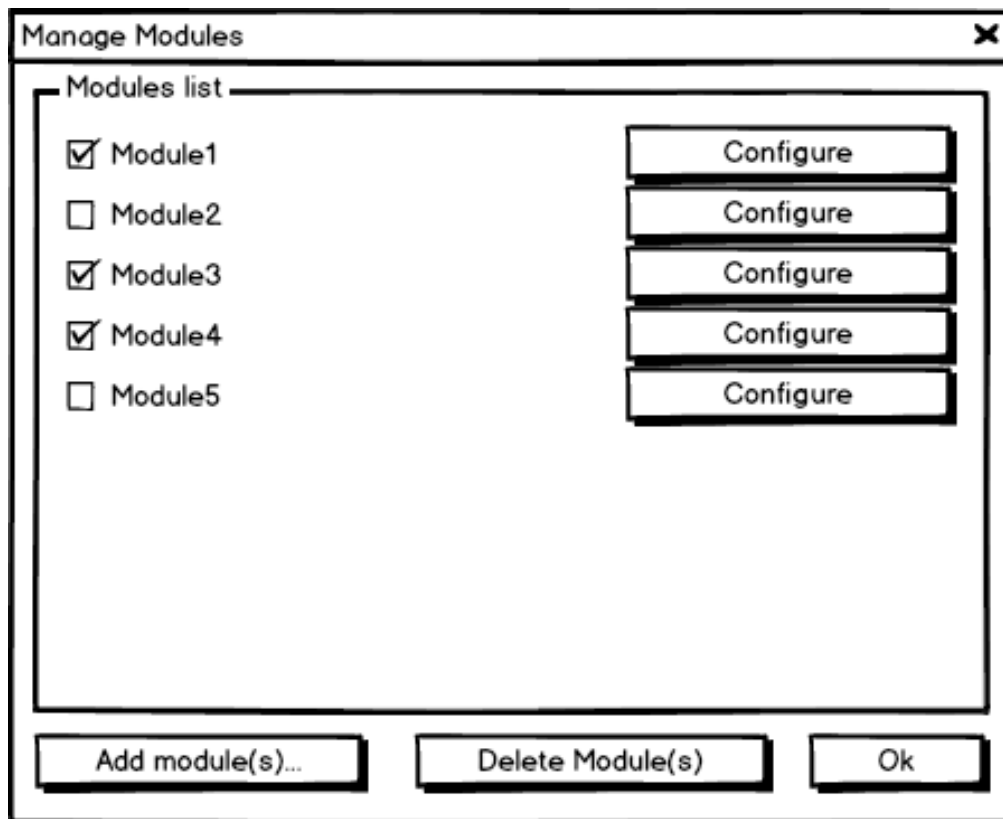 Manage Modules
Modules list
Module1 Configure
Module2 Configure
Module3 Configure
Module4 Configure
Module5 Configure
Add module(s)... Delete Module(s) Ok